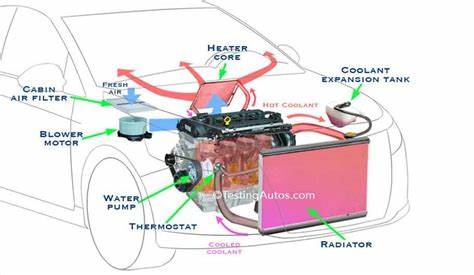 Heater
core
Coolant
expansion tank
Fresh
air
Cabin
air filter
Hot Coolant
Blower
motor
©TestingAutos.com
Water
pump
Thermostat
Cooled
coolant
Radiator